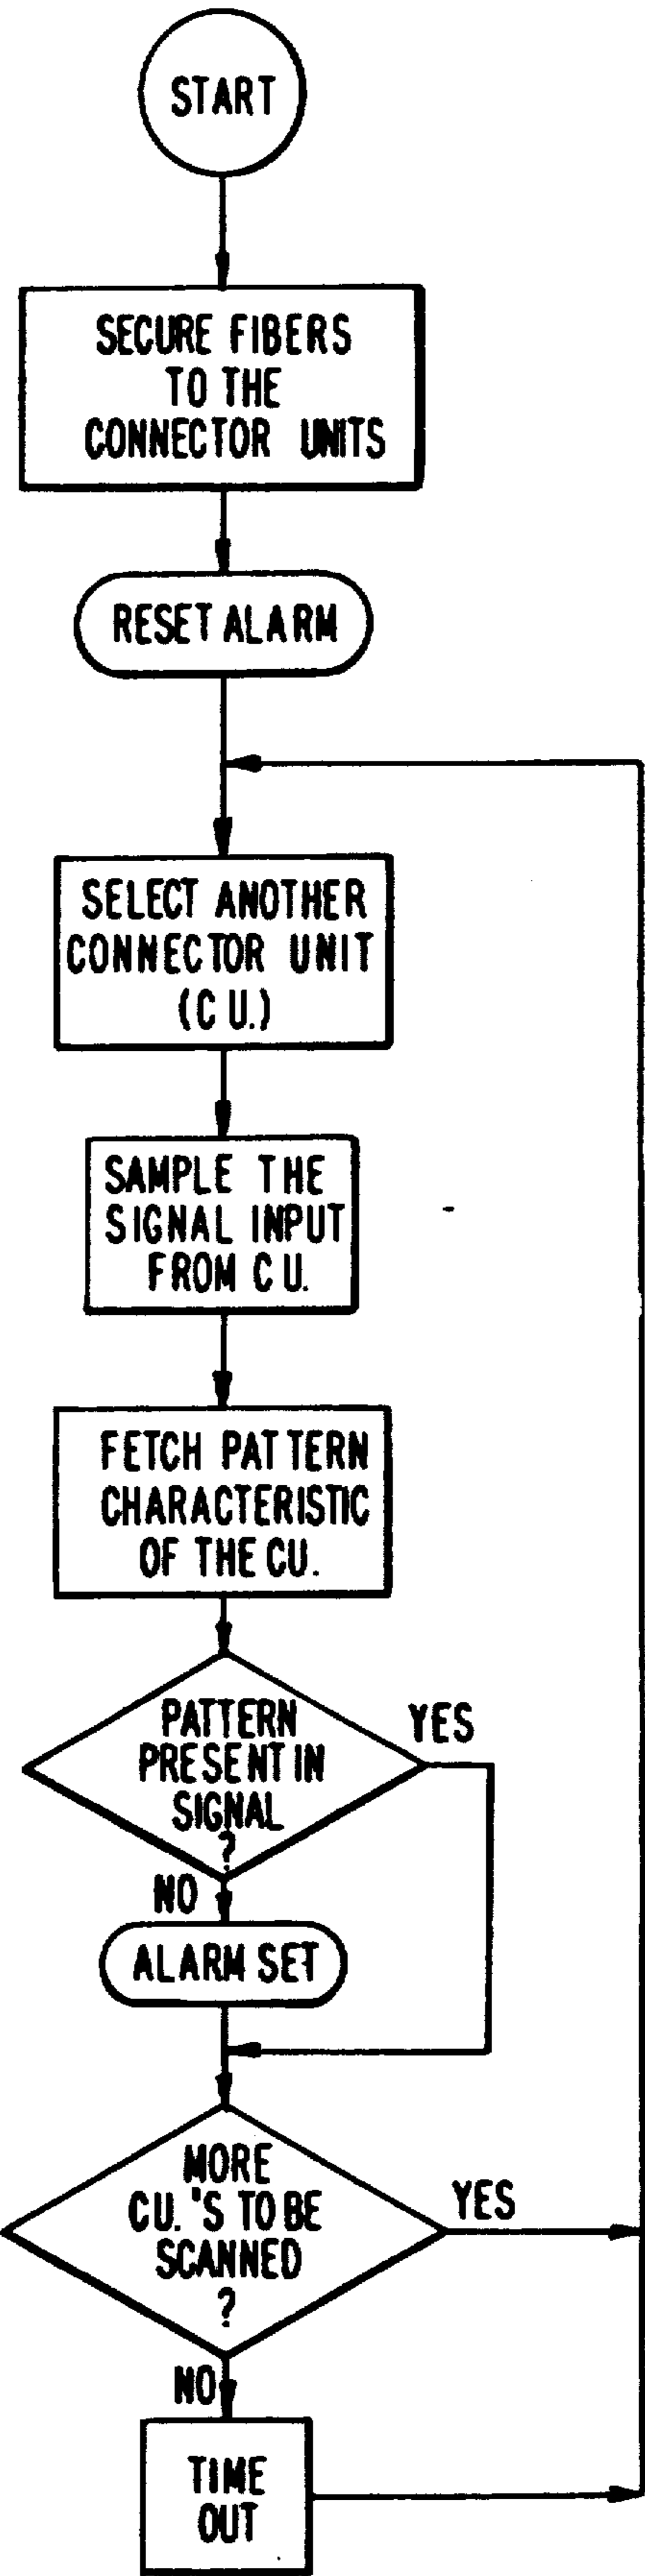 START
SECURE FIBERS
TO THE
CONNECTOR UNITS
RESET ALARM
SELECT ANOTHER
CONNECTOR UNIT
(C U.)
SAMPLE THE
SIGNAL INPUT
FROM C U.
FETCH PATTERN
CHARACTERISTIC
OF THE CU.
PATTERN
PRESENT IN
SIGNAL
?
YES
NO
ALARM SET
MORE
CU.'S TO BE
SCANNED
?
YES
NO
TIME
OUT